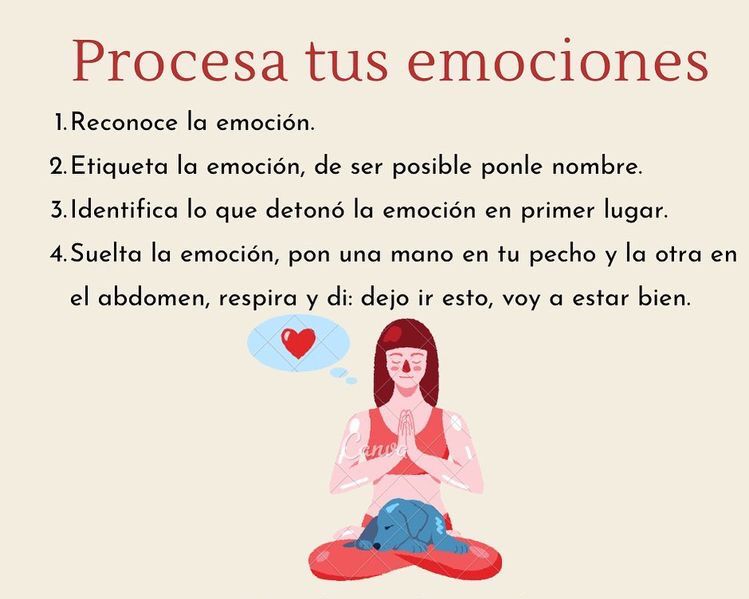 Procesa tus emociones
1. Reconoce la emoción.
2. Etiqueta la emoción, de ser posible ponle nombre.
3. Identifica lo que detonó la emoción en primer lugar.
4. Suelta la emoción, pon una mano en tu pecho y la otra en
el abdomen, respira y di: dejo ir esto, voy a estar bien.
Canva